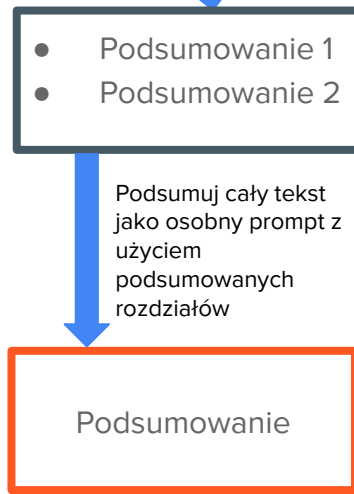 ● Podsumowanie 1
● Podsumowanie 2
Podsumuj cały tekst
jako osobny prompt z
użyciem
podsumowanych
rozdziałów
Podsumowanie